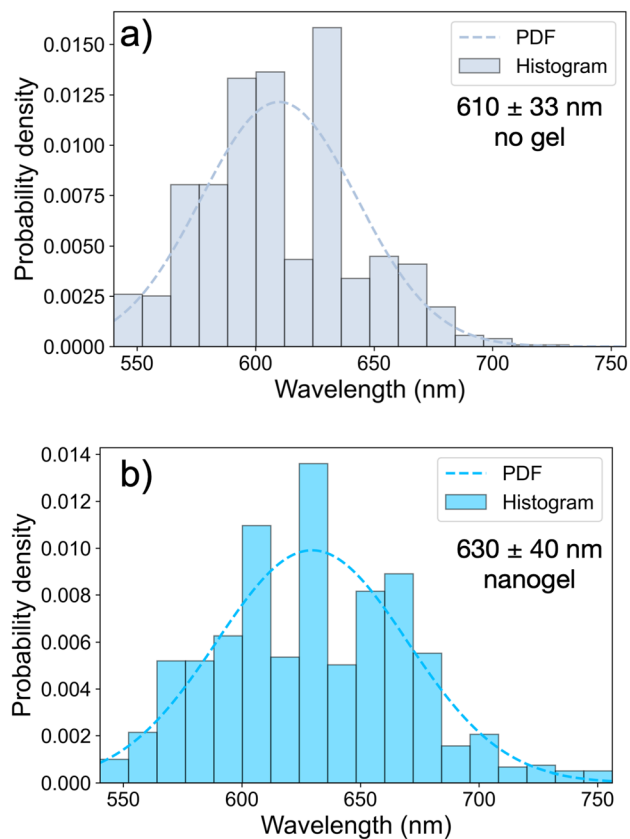 a)
PDF
Histogram
610 ± 33 nm
no gel
Probability density
0.0150
0.0125
0.0100
0.0075
0.0050
0.0025
0.0000
550 600 650 700 750
Wavelength (nm)
b)
PDF
Histogram
630 ± 40 nm
nanogel
Probability density
0.014
0.012
0.010
0.008
0.006
0.004
0.002
0.000
550 600 650 700 750
Wavelength (nm)